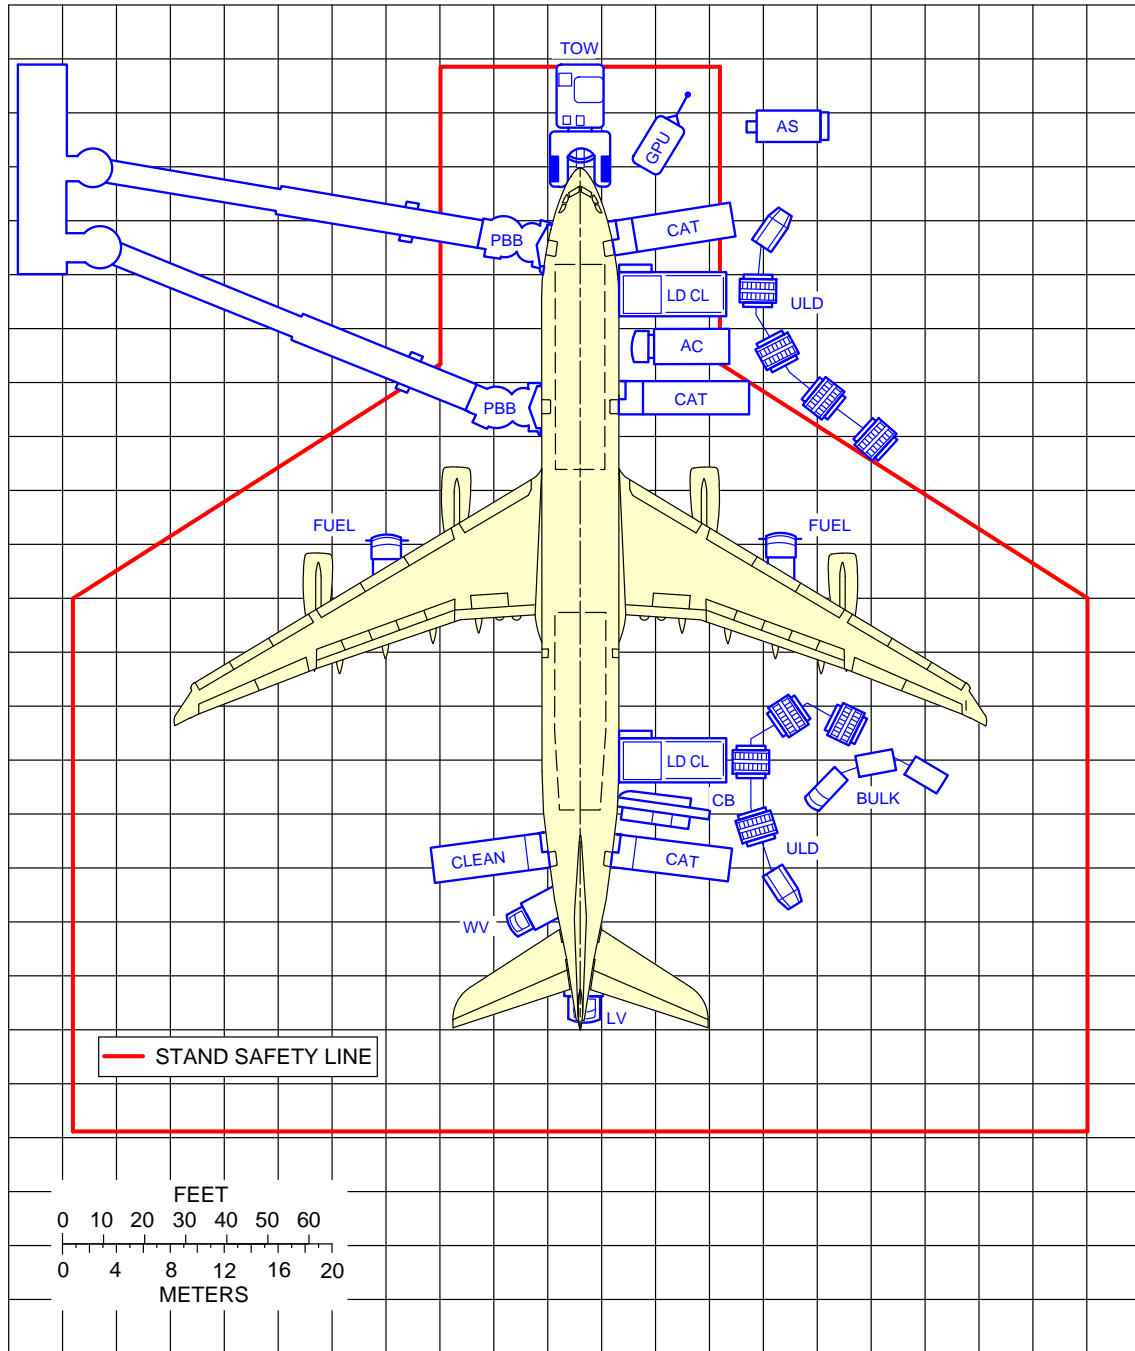 TOW
AS
GPU
PBB
CAT
LD CL
ULD
AC
PBB
CAT
FUEL
FUEL
LD CL
CB
BULK
CLEAN
CAT
ULD
WV
LV
STAND SAFETY LINE
FEET
0 10 20 30 40 50 60
0 4 8 12 16 20
METERS